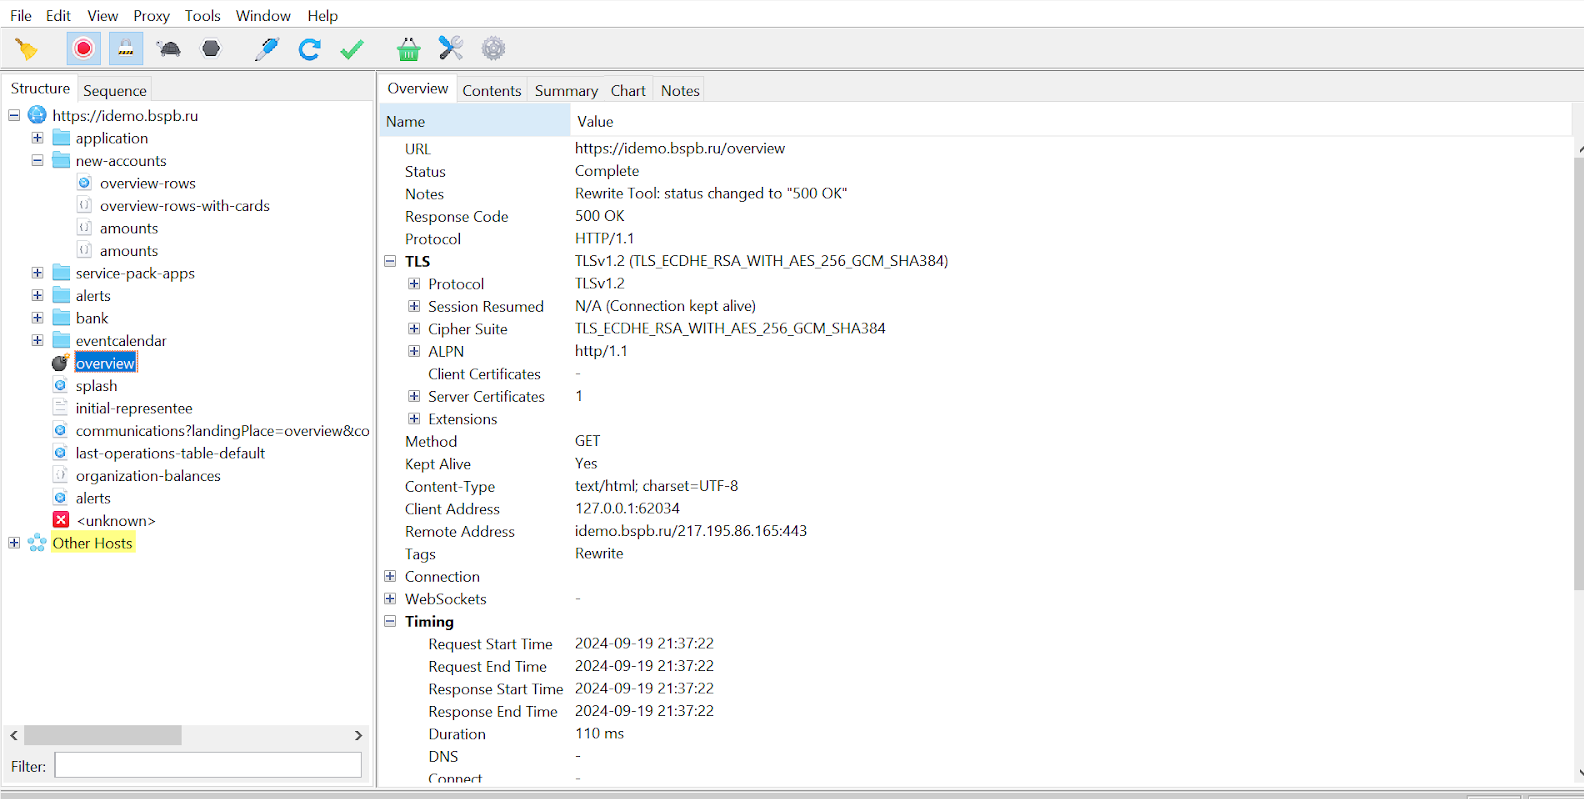 File Edit View Proxy Tools Window Help
Structure Sequence
https://idemo.bspb.ru
application
new-accounts
overview-rows
overview-rows-with-cards
amounts
amounts
service-pack-apps
alerts
bank
eventcalendar
overview
splash
initial-representee
communications?landingPlace=overview&co
last-operations-table-default
organization-balances
alerts
<unknown>
Other Hosts
Filter:
Overview Contents Summary Chart Notes
Name Value
URL https://idemo.bspb.ru/overview
Status Complete
Notes Rewrite Tool: status changed to "500 OK"
Response Code 500 OK
Protocol HTTP/1.1
TLS TLSv1.2 (TLS_ECDHE_RSA_WITH_AES_256_GCM_SHA384)
Protocol TLSv1.2
Session Resumed N/A (Connection kept alive)
Cipher Suite TLS_ECDHE_RSA_WITH_AES_256_GCM_SHA384
ALPN http/1.1
Client Certificates -
Server Certificates 1
Extensions
Method GET
Kept Alive Yes
Content-Type text/html; charset=UTF-8
Client Address 127.0.0.1:62034
Remote Address idemo.bspb.ru/217.195.86.165:443
Tags Rewrite
Connection
WebSockets -
Timing
Request Start Time 2024-09-19 21:37:22
Request End Time 2024-09-19 21:37:22
Response Start Time 2024-09-19 21:37:22
Response End Time 2024-09-19 21:37:22
Duration 110 ms
DNS -
Connect -